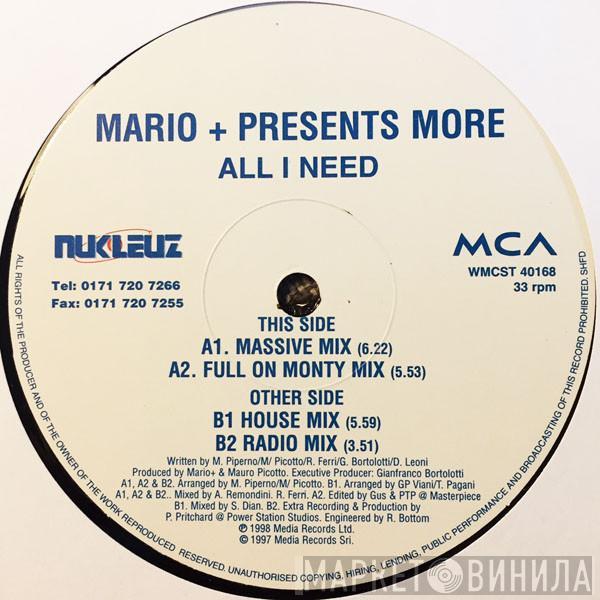 MARIO + PRESENTS MORE
ALL I NEED
NUKLEUZ
Tel: 0171 720 7266
Fax: 0171 720 7255
MCA
WMCST 40168
33 rpm
THIS SIDE
A1. MASSIVE MIX (6.22)
A2. FULL ON MONTY MIX (5.53)
OTHER SIDE
B1 HOUSE MIX (5.59)
B2 RADIO MIX (3.51)
Written by M. Piperno/M/ Picotto/R. Ferri/G. Bortolotti/D. Leoni
Produced by Mario+ & Mauro Picotto. Executive Producer: Gianfranco Bortolotti
A1, A2 & B2. Arranged by M. Piperno/M/ Picotto. B1. Arranged by GP Viani/T. Pagani
A1, A2 & B2.. Mixed by A. Remondini. R. Ferri. A2. Edited by Gus & PTP @ Masterpiece
B1. Mixed by S. Dian. B2. Extra Recording & Production by
P. Pritchard @ Power Station Studios. Engineered by R. Bottom
℗ 1998 Media Records Ltd.
© 1997 Media Records Srl.
ALL RIGHTS OF THE PRODUCER AND OF THE OWNER OF THE WORK REPRODUCED RESERVED. UNAUTHORISED COPYING, HIRING, LENDING, PUBLIC PERFORMANCE AND BROADCASTING OF THIS RECORD PROHIBITED. SHFD
МАРКЕТ ВИНИЛА